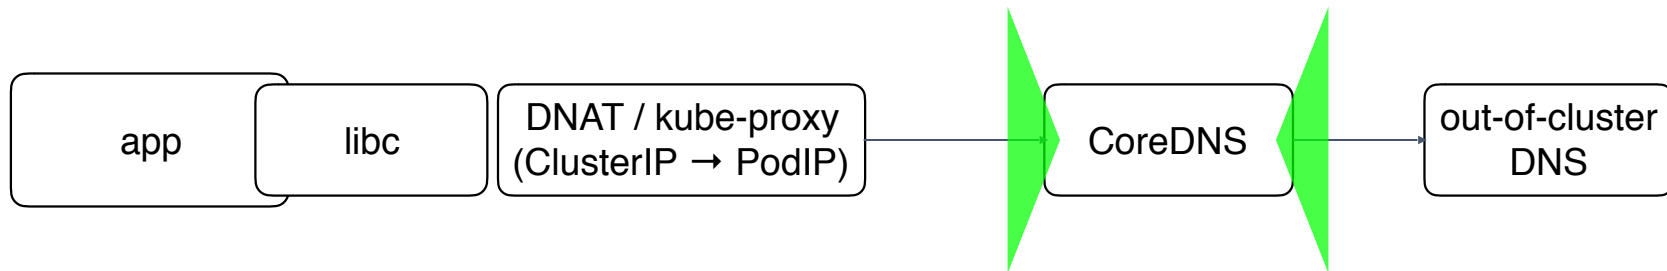 app
libc
DNAT / kube-proxy
(ClusterIP → PodIP)
CoreDNS
out-of-cluster
DNS